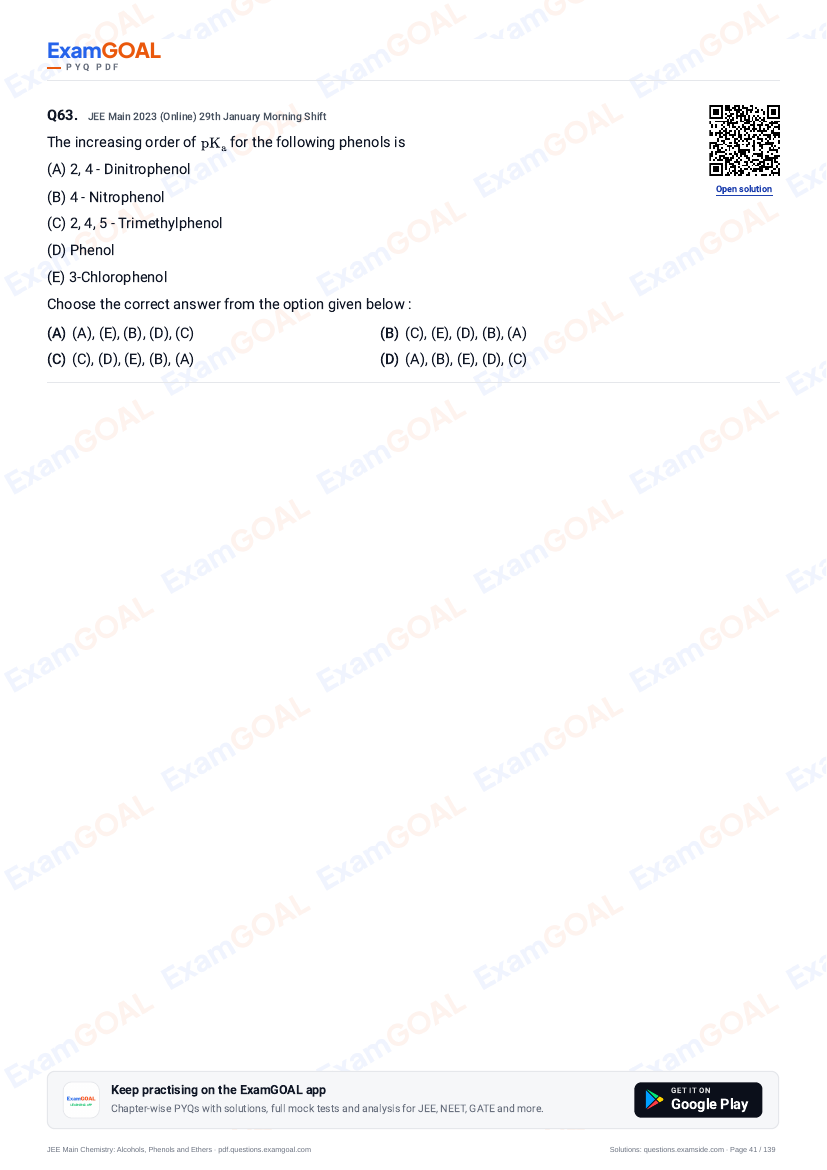 ExamGOAL
PYQ PDF
Q63. JEE Main 2023 (Online) 29th January Morning Shift
The increasing order of pKa for the following phenols is
(A) 2, 4 - Dinitrophenol
(B) 4 - Nitrophenol
(C) 2, 4, 5 - Trimethylphenol
(D) Phenol
(E) 3-Chlorophenol
Choose the correct answer from the option given below :
(A) (A), (E), (B), (D), (C) (B) (C), (E), (D), (B), (A)
(C) (C), (D), (E), (B), (A) (D) (A), (B), (E), (D), (C)
Open solution
Keep practising on the ExamGOAL app
Chapter-wise PYQs with solutions, full mock tests and analysis for JEE, NEET, GATE and more.
GET IT ON
Google Play
JEE Main Chemistry: Alcohols, Phenols and Ethers · pdf.questions.examgoal.com
Solutions: questions.examside.com · Page 41 / 139